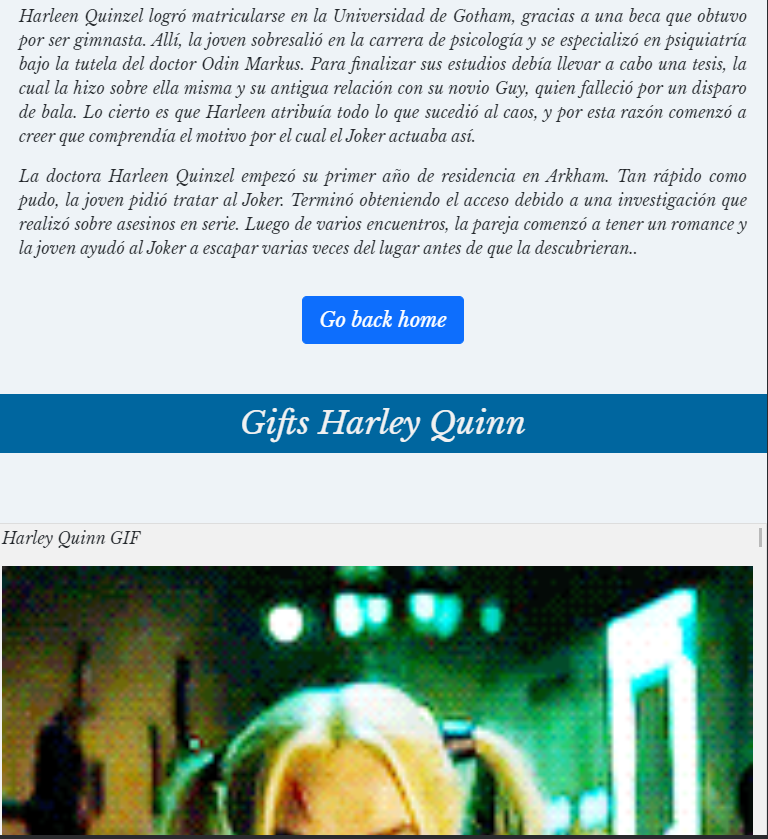 Harleen Quinzel logró matricularse en la Universidad de Gotham, gracias a una beca que obtuvo
por ser gimnasta. Allí, la joven sobresalió en la carrera de psicología y se especializó en psiquiatría
bajo la tutela del doctor Odin Markus. Para finalizar sus estudios debía llevar a cabo una tesis, la
cual la hizo sobre ella misma y su antigua relación con su novio Guy, quien falleció por un disparo
de bala. Lo cierto es que Harleen atribuía todo lo que sucedió al caos, y por esta razón comenzó a
creer que comprendía el motivo por el cual el Joker actuaba así.
La doctora Harleen Quinzel empezó su primer año de residencia en Arkham. Tan rápido como
pudo, la joven pidió tratar al Joker. Terminó obteniendo el acceso debido a una investigación que
realizó sobre asesinos en serie. Luego de varios encuentros, la pareja comenzó a tener un romance y
la joven ayudó al Joker a escapar varias veces del lugar antes de que la descubrieran..
Go back home
Gifts Harley Quinn
Harley Quinn GIF